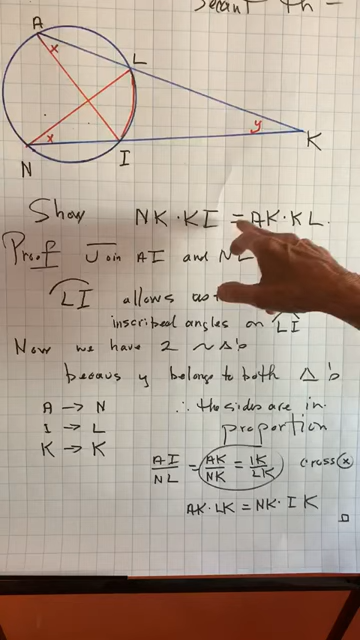 Secant Th -
A
x
L
y
K
N
x
I
Show NK · KI = AK · KL.
Proof Join AI and NL
LI allows
inscribed angles on LI
Now we have 2 ~ Δ's
becaus y belong to both Δ's
A → N
I → L
K → K
∴ the sides are in
proportion
AI/NL = AK/NK = IK/LK cross ⓧ
AK · LK = NK · IK